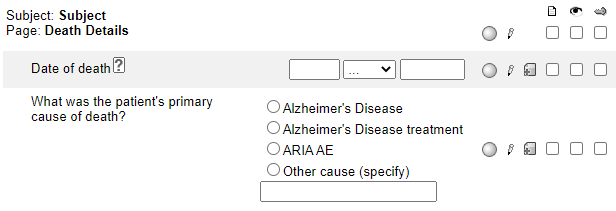 Subject: Subject
Page: Death Details
Date of death ?
...
What was the patient's primary
cause of death?
Alzheimer's Disease
Alzheimer's Disease treatment
ARIA AE
Other cause (specify)